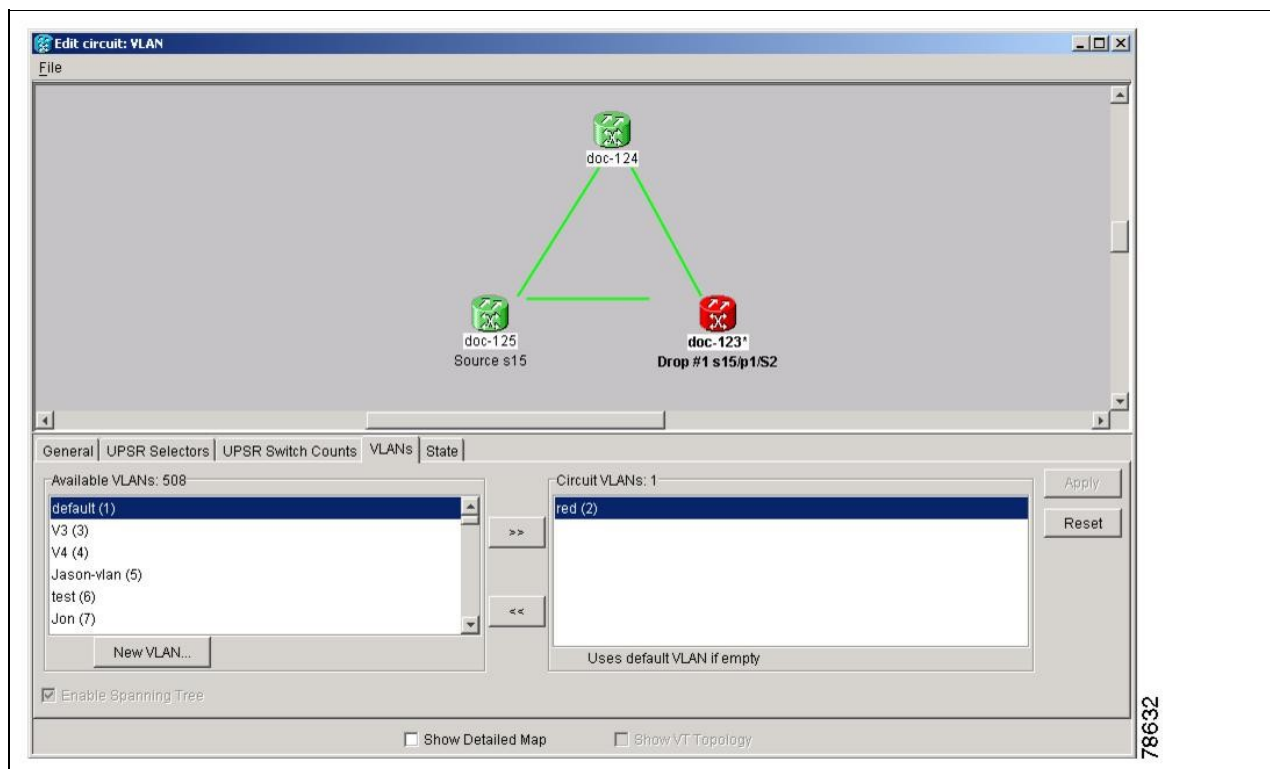 Edit circuit: VLAN
File
doc-124
doc-125
Source s15
doc-123*
Drop #1 s15/p1/S2
General
UPSR Selectors
UPSR Switch Counts
VLANs
State
Available VLANs: 508
default (1)
V3 (3)
V4 (4)
Jason-vlan (5)
test (6)
Jon (7)
New VLAN...
>>
<<
Circuit VLANs: 1
red (2)
Uses default VLAN if empty
Apply
Reset
Enable Spanning Tree
Show Detailed Map
Show VT Topology
78632